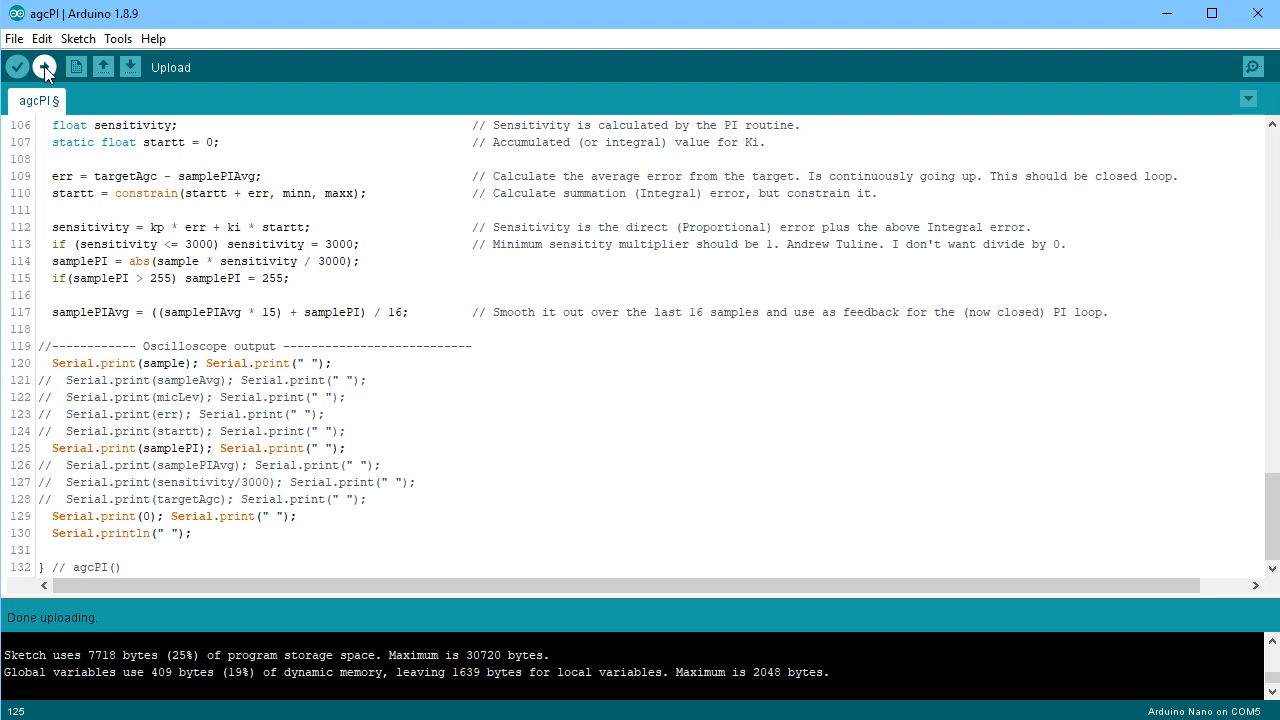 agcPI | Arduino 1.8.9
File Edit Sketch Tools Help
Upload
agcPI §
106 float sensitivity; // Sensitivity is calculated by the PI routine.
107 static float startt = 0; // Accumulated (or integral) value for Ki.
108
109 err = targetAgc - samplePIAvg; // Calculate the average error from the target. Is continuously going up. This should be closed loop.
110 startt = constrain(startt + err, minn, maxx); // Calculate summation (Integral) error, but constrain it.
111
112 sensitivity = kp * err + ki * startt; // Sensitivity is the direct (Proportional) error plus the above Integral error.
113 if (sensitivity <= 3000) sensitivity = 3000; // Minimum sensitity multiplier should be 1. Andrew Tuline. I don't want divide by 0.
114 samplePI = abs(sample * sensitivity / 3000);
115 if(samplePI > 255) samplePI = 255;
116
117 samplePIAvg = ((samplePIAvg * 15) + samplePI) / 16; // Smooth it out over the last 16 samples and use as feedback for the (now closed) PI loop.
118
119 //------------ Oscilloscope output ---------------------------
120 Serial.print(sample); Serial.print(" ");
121 // Serial.print(sampleAvg); Serial.print(" ");
122 // Serial.print(micLev); Serial.print(" ");
123 // Serial.print(err); Serial.print(" ");
124 // Serial.print(startt); Serial.print(" ");
125 Serial.print(samplePI); Serial.print(" ");
126 // Serial.print(samplePIAvg); Serial.print(" ");
127 // Serial.print(sensitivity/3000); Serial.print(" ");
128 // Serial.print(targetAgc); Serial.print(" ");
129 Serial.print(0); Serial.print(" ");
130 Serial.println(" ");
131
132 } // agcPI()
Done uploading.
Sketch uses 7718 bytes (25%) of program storage space. Maximum is 30720 bytes.
Global variables use 409 bytes (19%) of dynamic memory, leaving 1639 bytes for local variables. Maximum is 2048 bytes.
125 Arduino Nano on COM5